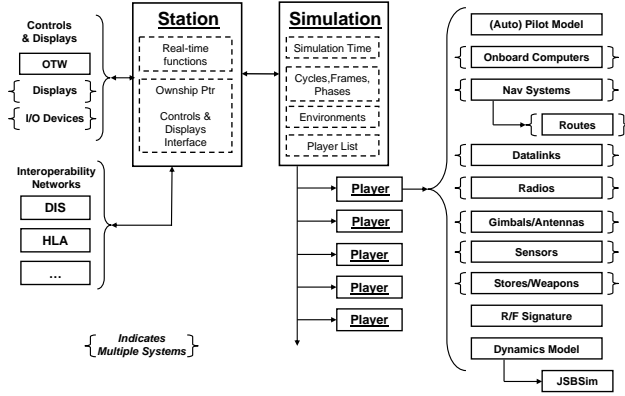 Controls
& Displays
OTW
Displays
I/O Devices
Interoperability
Networks
DIS
HLA
…
Indicates
Multiple Systems
Station
Real-time
functions
Ownship Ptr
Controls &
Displays
Interface
Simulation
Simulation Time
Cycles,Frames,
Phases
Environments
Player List
Player
Player
Player
Player
Player
(Auto) Pilot Model
Onboard Computers
Nav Systems
Routes
Datalinks
Radios
Gimbals/Antennas
Sensors
Stores/Weapons
R/F Signature
Dynamics Model
JSBSim